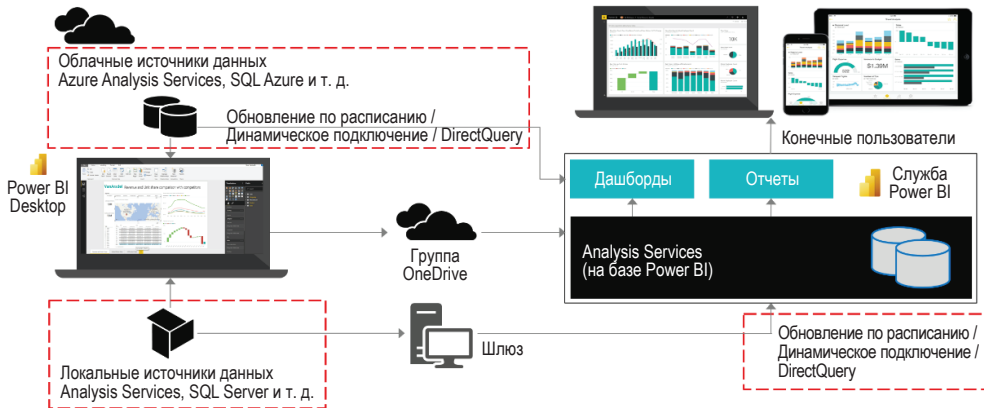 Облачные источники данных
Azure Analysis Services, SQL Azure и т. д.
Обновление по расписанию /
Динамическое подключение / DirectQuery
Power BI
Desktop
Группа
OneDrive
Шлюз
Локальные источники данных
Analysis Services, SQL Server и т. д.
$1.39M
Конечные пользователи
Дашборды
Отчеты
Служба
Power BI
Analysis Services
(на базе Power BI)
Обновление по расписанию /
Динамическое подключение /
DirectQuery